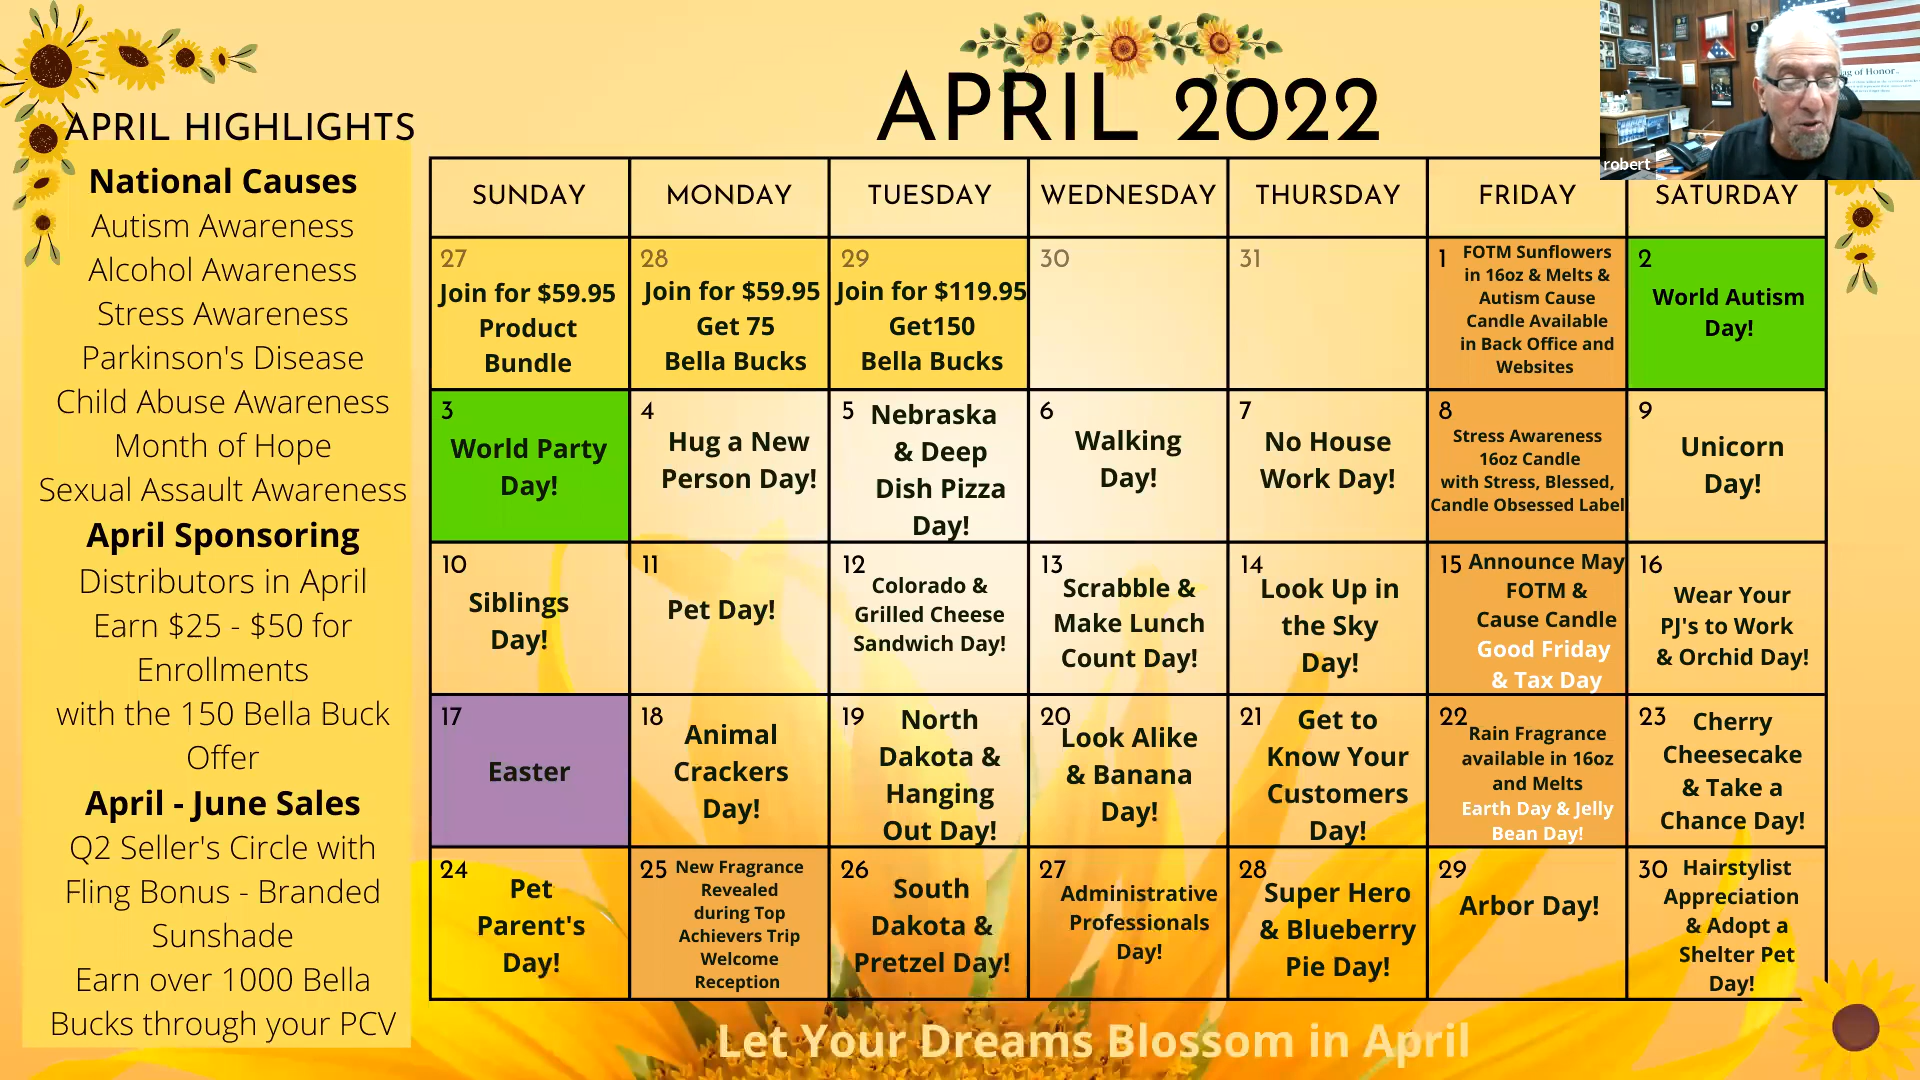 APRIL 2022
APRIL HIGHLIGHTS
National Causes
Autism Awareness
Alcohol Awareness
Stress Awareness
Parkinson's Disease
Child Abuse Awareness
Month of Hope
Sexual Assault Awareness
April Sponsoring
Distributors in April
Earn $25 - $50 for
Enrollments
with the 150 Bella Buck
Offer
April - June Sales
Q2 Seller's Circle with
Fling Bonus - Branded
Sunshade
Earn over 1000 Bella
Bucks through your PCV
ag of Honor
robert
SUNDAY MONDAY TUESDAY WEDNESDAY THURSDAY FRIDAY SATURDAY
27
Join for $59.95
Product
Bundle
28
Join for $59.95
Get 75
Bella Bucks
29
Join for $119.95
Get150
Bella Bucks
30
31
1 FOTM Sunflowers
in 16oz & Melts &
Autism Cause
Candle Available
in Back Office and
Websites
2
World Autism
Day!
3
World Party
Day!
4
Hug a New
Person Day!
5 Nebraska
& Deep
Dish Pizza
Day!
6
Walking
Day!
7
No House
Work Day!
8
Stress Awareness
16oz Candle
with Stress, Blessed,
Candle Obsessed Label
9
Unicorn
Day!
10
Siblings
Day!
11
Pet Day!
12
Colorado &
Grilled Cheese
Sandwich Day!
13
Scrabble &
Make Lunch
Count Day!
14
Look Up in
the Sky
Day!
15 Announce May
FOTM &
Cause Candle
Good Friday
& Tax Day
16
Wear Your
PJ's to Work
& Orchid Day!
17
Easter
18
Animal
Crackers
Day!
19 North
Dakota &
Hanging
Out Day!
20
Look Alike
& Banana
Day!
21 Get to
Know Your
Customers
Day!
22
Rain Fragrance
available in 16oz
and Melts
Earth Day & Jelly
Bean Day!
23 Cherry
Cheesecake
& Take a
Chance Day!
24
Pet
Parent's
Day!
25 New Fragrance
Revealed
during Top
Achievers Trip
Welcome
Reception
26
South
Dakota &
Pretzel Day!
27
Administrative
Professionals
Day!
28
Super Hero
& Blueberry
Pie Day!
29
Arbor Day!
30 Hairstylist
Appreciation
& Adopt a
Shelter Pet
Day!
Let Your Dreams Blossom in April